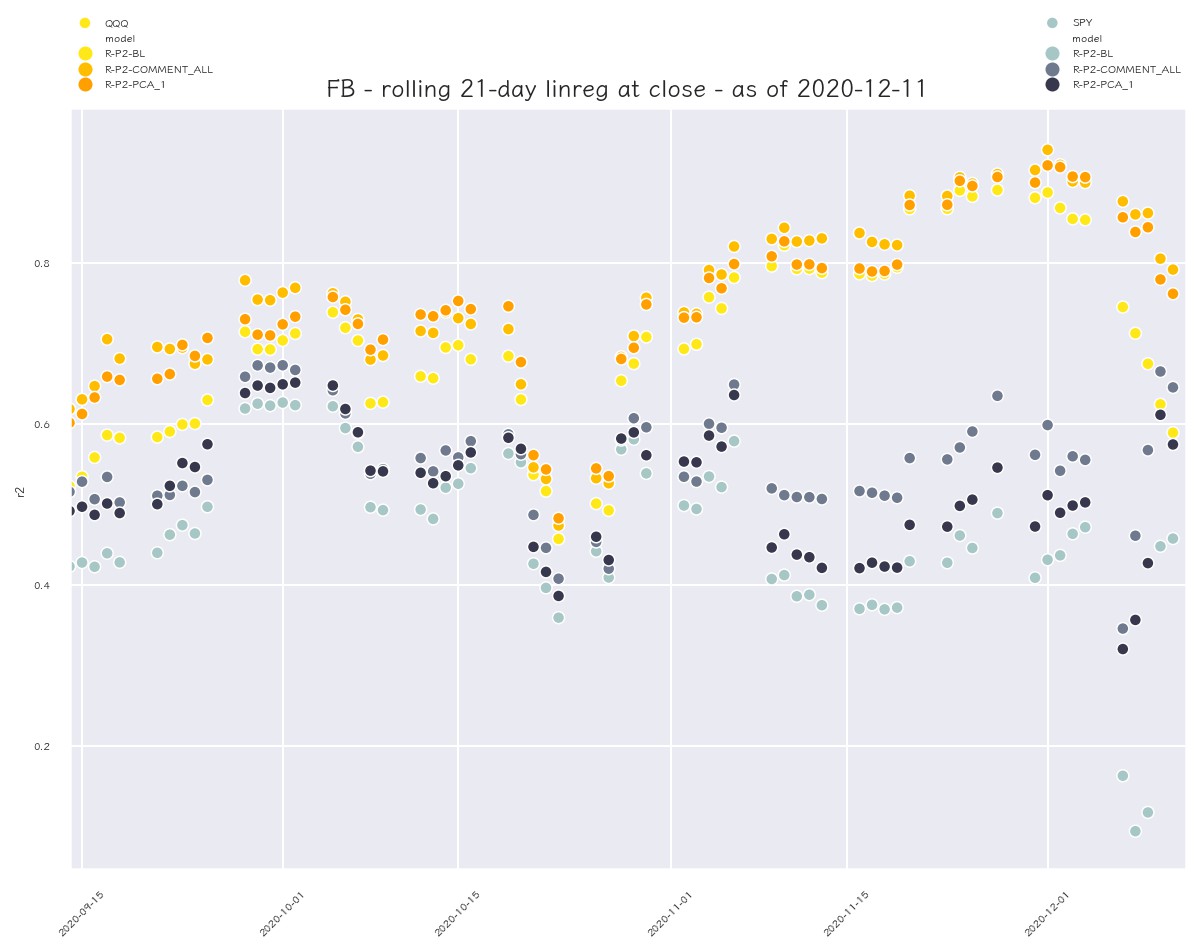 QQQ
model
R-P2-BL
R-P2-COMMENT_ALL
R-P2-PCA_1
SPY
model
R-P2-BL
R-P2-COMMENT_ALL
R-P2-PCA_1
FB - rolling 21-day linreg at close - as of 2020-12-11
r2
0.8
0.6
0.4
0.2
2020-09-15
2020-10-01
2020-10-15
2020-11-01
2020-11-15
2020-12-01